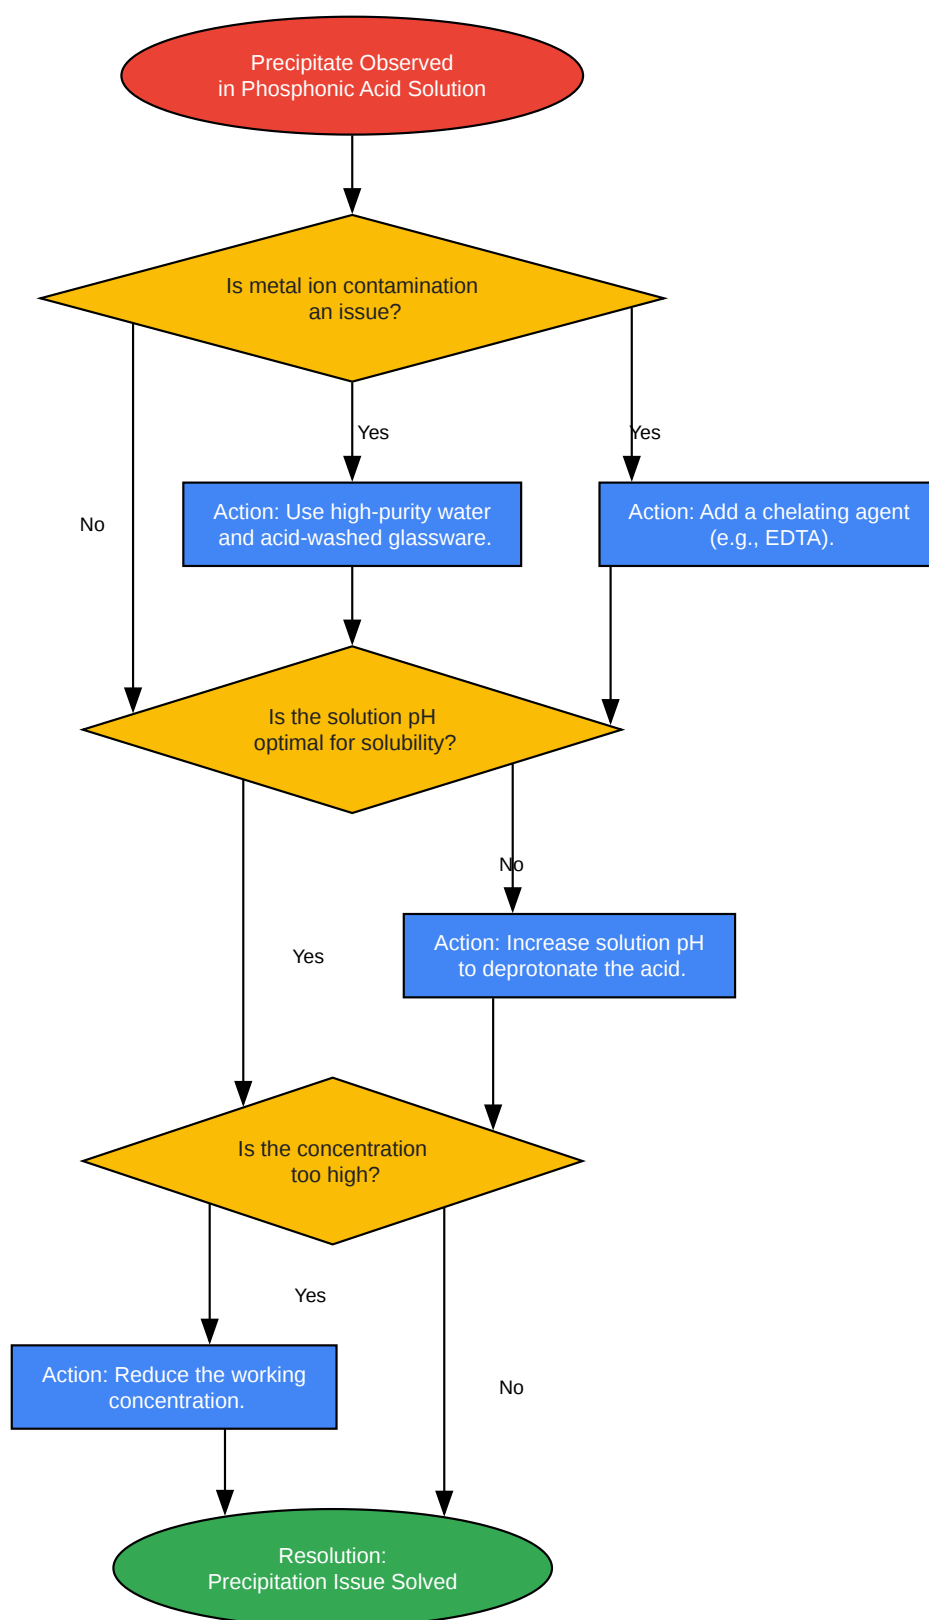 Precipitate Observed
in Phosphonic Acid Solution
Is metal ion contamination
an issue?
Yes
Yes
No
Action: Use high-purity water
and acid-washed glassware.
Action: Add a chelating agent
(e.g., EDTA).
Is the solution pH
optimal for solubility?
No
Yes
Action: Increase solution pH
to deprotonate the acid.
Is the concentration
too high?
Yes
No
Action: Reduce the working
concentration.
Resolution:
Precipitation Issue Solved